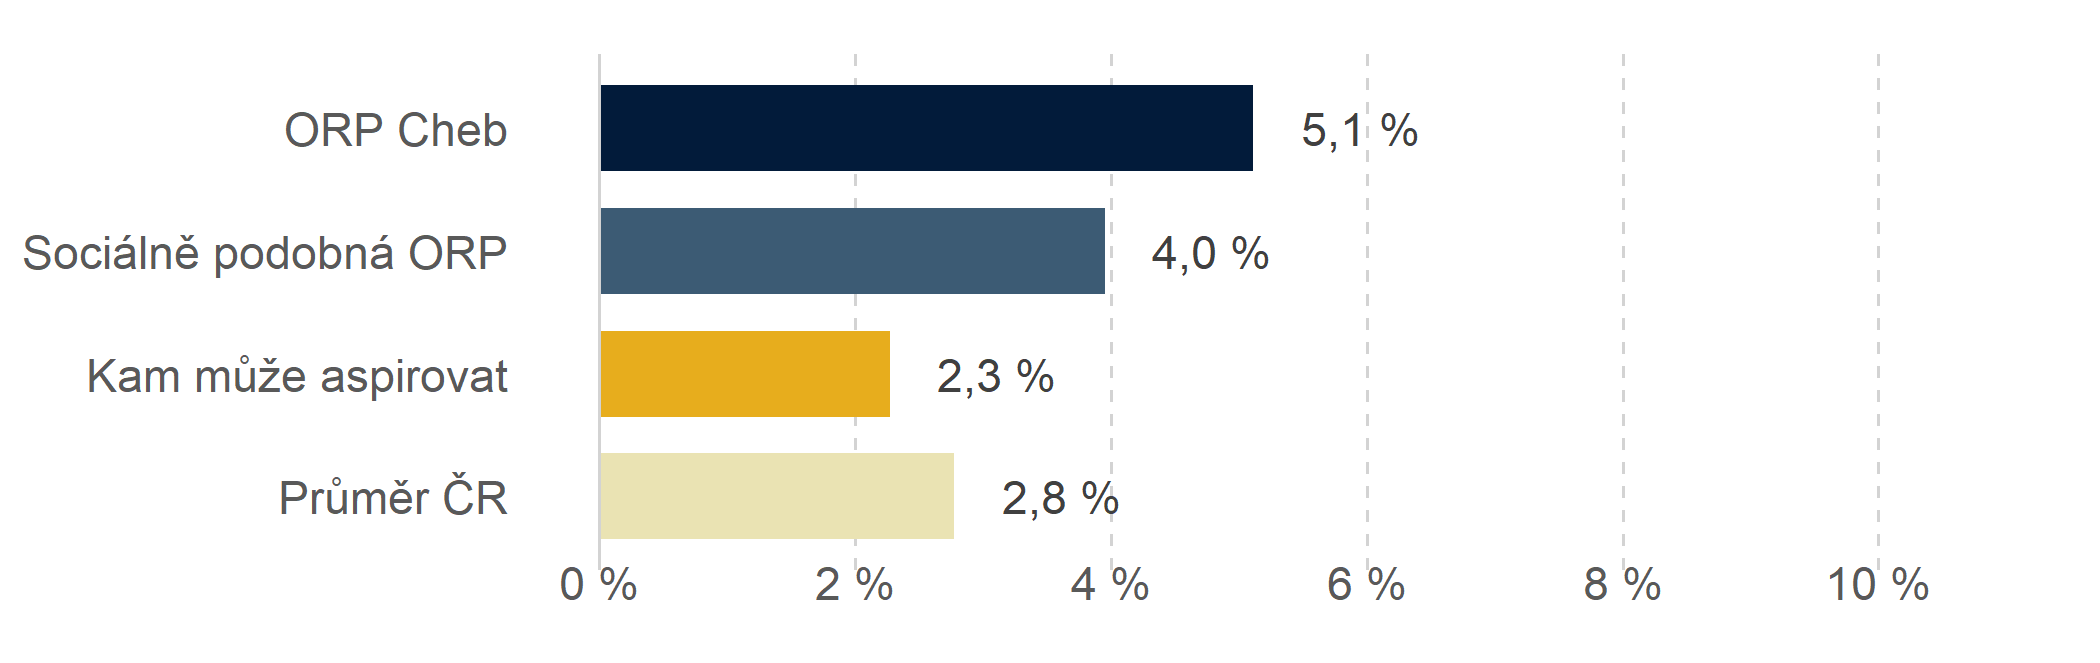 ORP Cheb 5,1 %
Sociálně podobná ORP 4,0 %
Kam může aspirovat 2,3 %
Průměr ČR 2,8 %
0 % 2 % 4 % 6 % 8 % 10 %